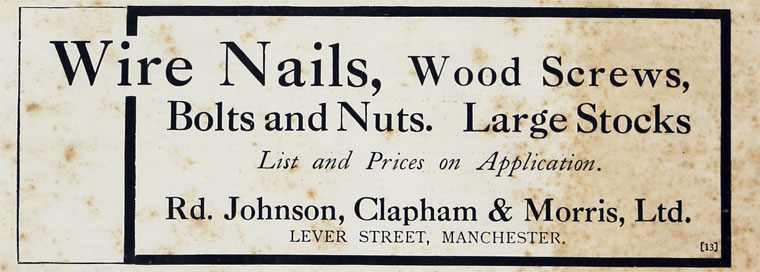 Wire Nails, Wood Screws,
Bolts and Nuts. Large Stocks
List and Prices on Application.
Rd. Johnson, Clapham & Morris, Ltd.
LEVER STREET, MANCHESTER.
[13]